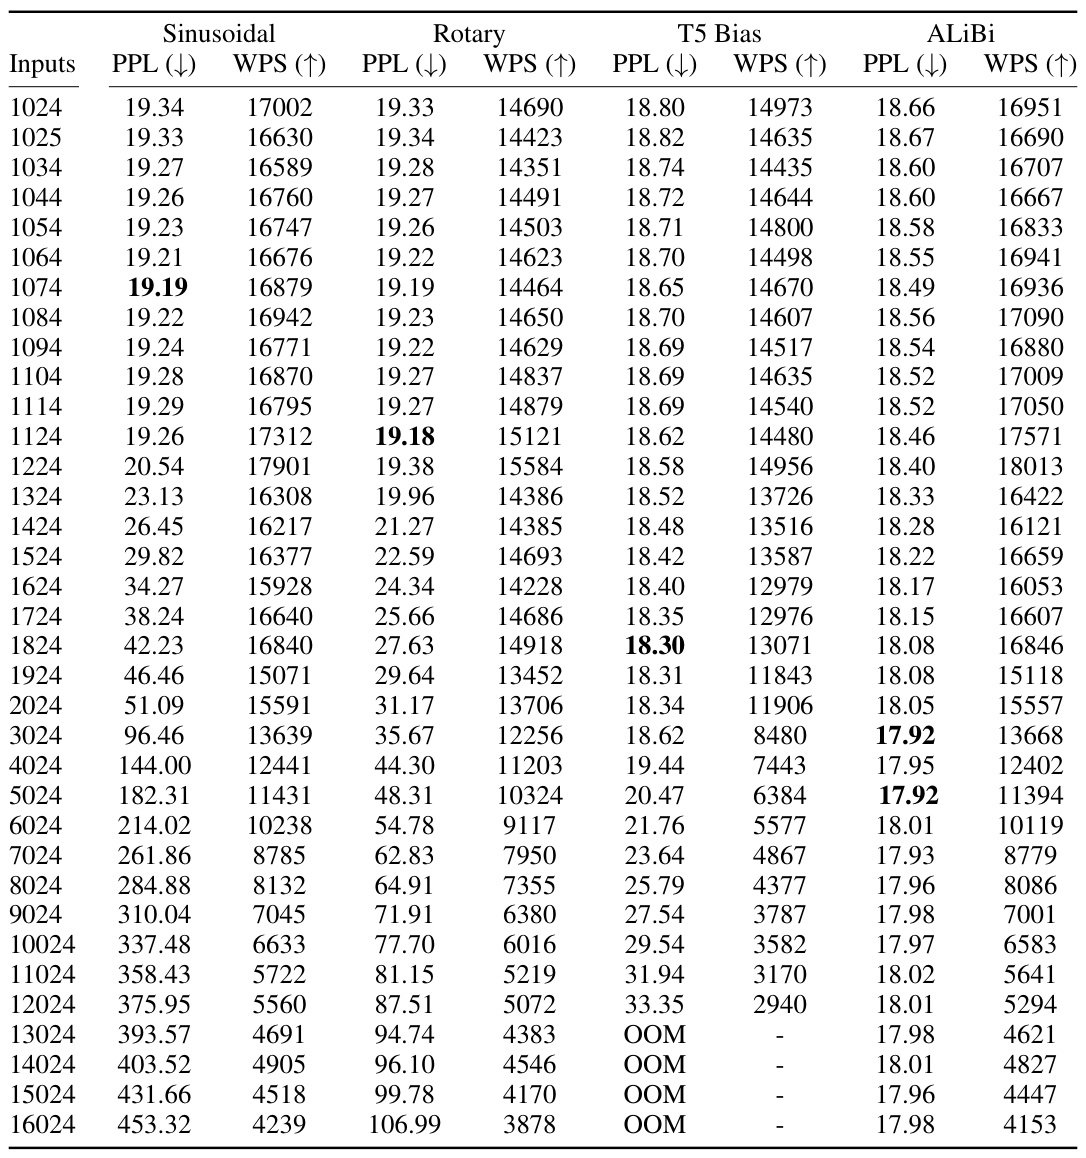 Sinusoidal Rotary T5 Bias ALiBi
Inputs PPL (↓) WPS (↑) PPL (↓) WPS (↑) PPL (↓) WPS (↑) PPL (↓) WPS (↑)
1024 19.34 17002 19.33 14690 18.80 14973 18.66 16951
1025 19.33 16630 19.34 14423 18.82 14635 18.67 16690
1034 19.27 16589 19.28 14351 18.74 14435 18.60 16707
1044 19.26 16760 19.27 14491 18.72 14644 18.60 16667
1054 19.23 16747 19.26 14503 18.71 14800 18.58 16833
1064 19.21 16676 19.22 14623 18.70 14498 18.55 16941
1074 19.19 16879 19.19 14464 18.65 14670 18.49 16936
1084 19.22 16942 19.23 14650 18.70 14607 18.56 17090
1094 19.24 16771 19.22 14629 18.69 14517 18.54 16880
1104 19.28 16870 19.27 14837 18.69 14635 18.52 17009
1114 19.29 16795 19.27 14879 18.69 14540 18.52 17050
1124 19.26 17312 19.18 15121 18.62 14480 18.46 17571
1224 20.54 17901 19.38 15584 18.58 14956 18.40 18013
1324 23.13 16308 19.96 14386 18.52 13726 18.33 16422
1424 26.45 16217 21.27 14385 18.48 13516 18.28 16121
1524 29.82 16377 22.59 14693 18.42 13587 18.22 16659
1624 34.27 15928 24.34 14228 18.40 12979 18.17 16053
1724 38.24 16640 25.66 14686 18.35 12976 18.15 16607
1824 42.23 16840 27.63 14918 18.30 13071 18.08 16846
1924 46.46 15071 29.64 13452 18.31 11843 18.08 15118
2024 51.09 15591 31.17 13706 18.34 11906 18.05 15557
3024 96.46 13639 35.67 12256 18.62 8480 17.92 13668
4024 144.00 12441 44.30 11203 19.44 7443 17.95 12402
5024 182.31 11431 48.31 10324 20.47 6384 17.92 11394
6024 214.02 10238 54.78 9117 21.76 5577 18.01 10119
7024 261.86 8785 62.83 7950 23.64 4867 17.93 8779
8024 284.88 8132 64.91 7355 25.79 4377 17.96 8086
9024 310.04 7045 71.91 6380 27.54 3787 17.98 7001
10024 337.48 6633 77.70 6016 29.54 3582 17.97 6583
11024 358.43 5722 81.15 5219 31.94 3170 18.02 5641
12024 375.95 5560 87.51 5072 33.35 2940 18.01 5294
13024 393.57 4691 94.74 4383 OOM - 17.98 4621
14024 403.52 4905 96.10 4546 OOM - 18.01 4827
15024 431.66 4518 99.78 4170 OOM - 17.96 4447
16024 453.32 4239 106.99 3878 OOM - 17.98 4153